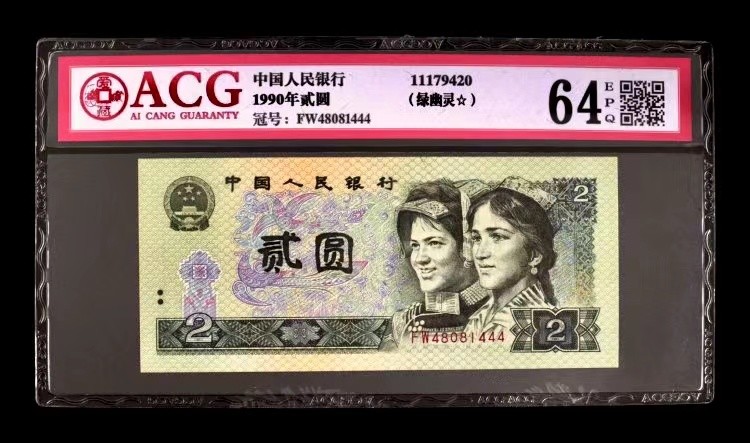 ACG
AI CANG GUARANTY
中国人民银行
1990年贰圆
冠号: FW48081444
11179420
(绿幽灵☆)
64
EPQ
中国人民银行
贰圆
2
2
FW48081444
2